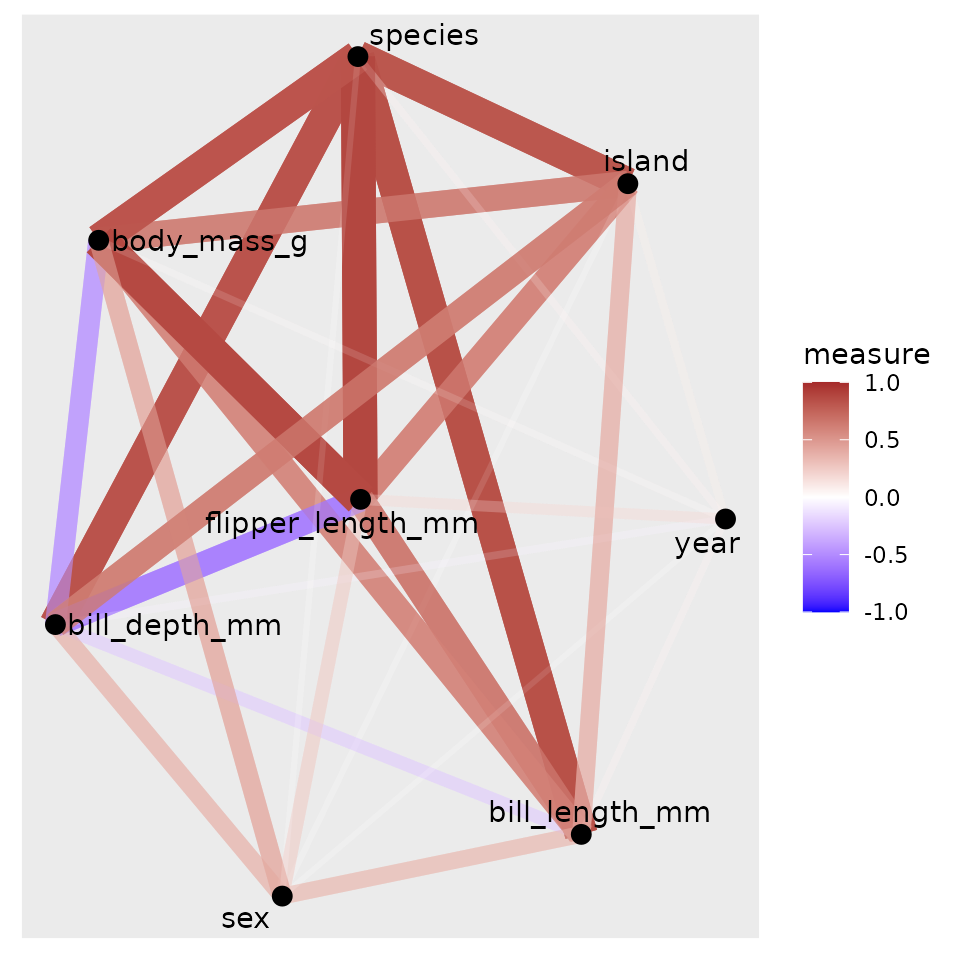 species
island
body_mass_g
flipper_length_mm
year
bill_depth_mm
bill_length_mm
sex
measure
1.0
0.5
0.0
-0.5
-1.0